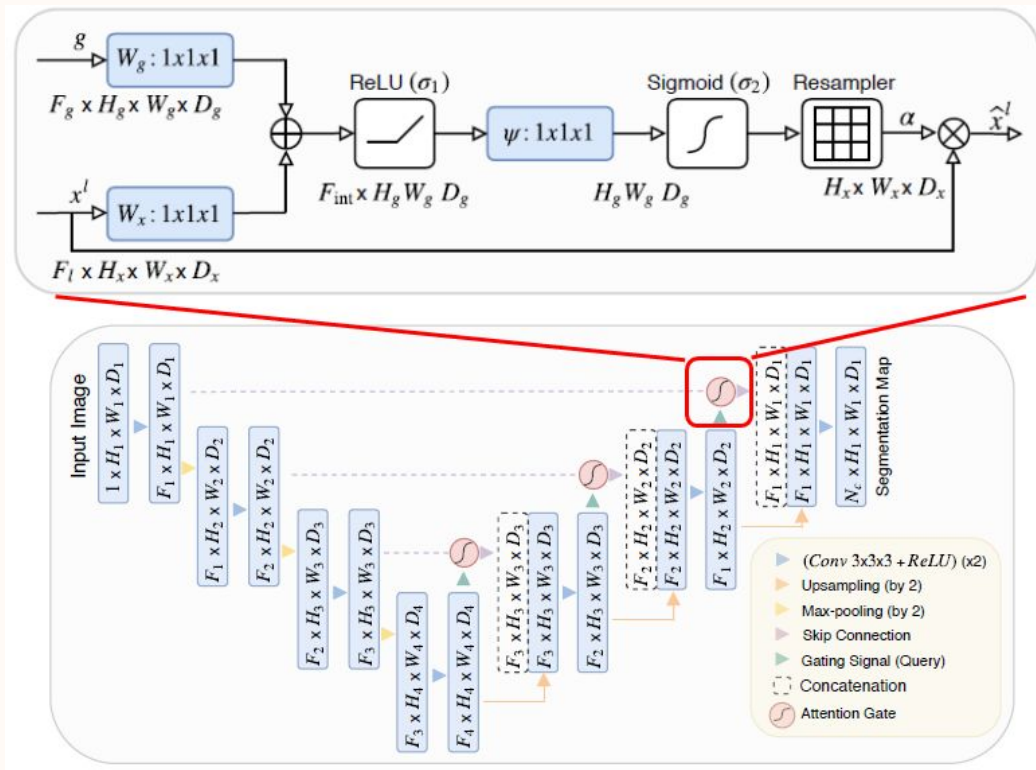 g
W_g : 1x1x1
F_g x H_g x W_g x D_g
x^l
W_x : 1x1x1
F_l x H_x x W_x x D_x
ReLU (σ_1)
F_int x H_g W_g D_g
ψ : 1x1x1
H_g W_g D_g
Sigmoid (σ_2)
Resampler
α
H_x x W_x x D_x
x̂^l
Input Image
1 x H_1 x W_1 x D_1
F_1 x H_1 x W_1 x D_1
F_1 x H_2 x W_2 x D_2
F_2 x H_2 x W_2 x D_2
F_2 x H_3 x W_3 x D_3
F_3 x H_3 x W_3 x D_3
F_3 x H_4 x W_4 x D_4
F_4 x H_4 x W_4 x D_4
F_3 x H_3 x W_3 x D_3
F_3 x H_3 x W_3 x D_3
F_2 x H_3 x W_3 x D_3
F_2 x H_2 x W_2 x D_2
F_2 x H_2 x W_2 x D_2
F_1 x H_2 x W_2 x D_2
F_1 x H_1 x W_1 x D_1
F_1 x H_1 x W_1 x D_1
N_c x H_1 x W_1 x D_1
Segmentation Map
(Conv 3x3x3 + ReLU) (x2)
Upsampling (by 2)
Max-pooling (by 2)
Skip Connection
Gating Signal (Query)
Concatenation
Attention Gate